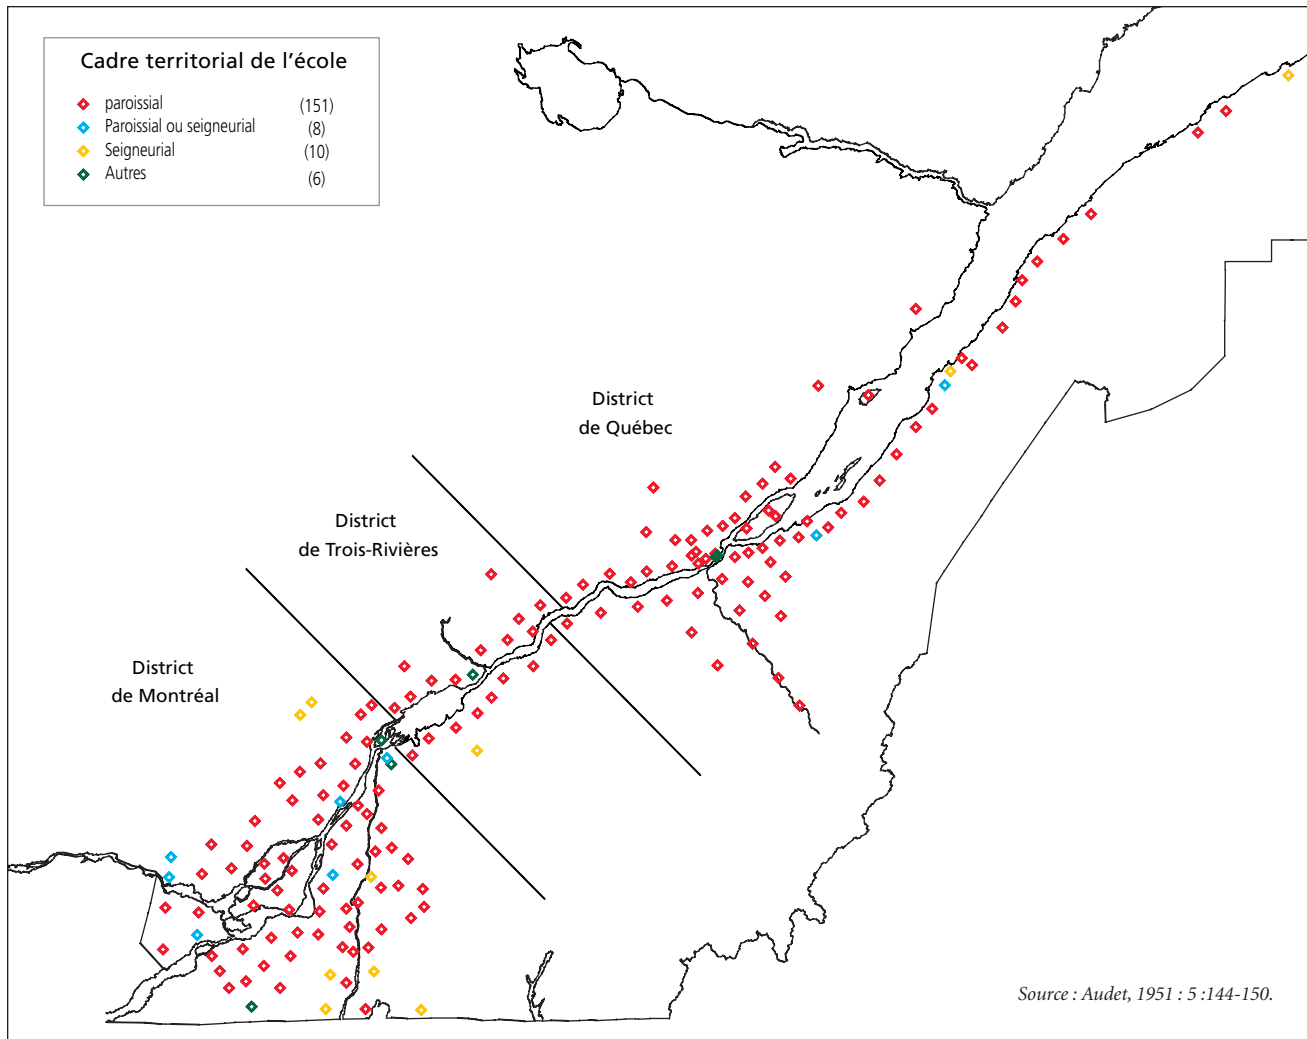 Cadre territorial de l'école
paroissial (151)
Paroissial ou seigneurial (8)
Seigneurial (10)
Autres (6)
District
de Québec
District
de Trois-Rivières
District
de Montréal
Source : Audet, 1951 : 5 :144-150.